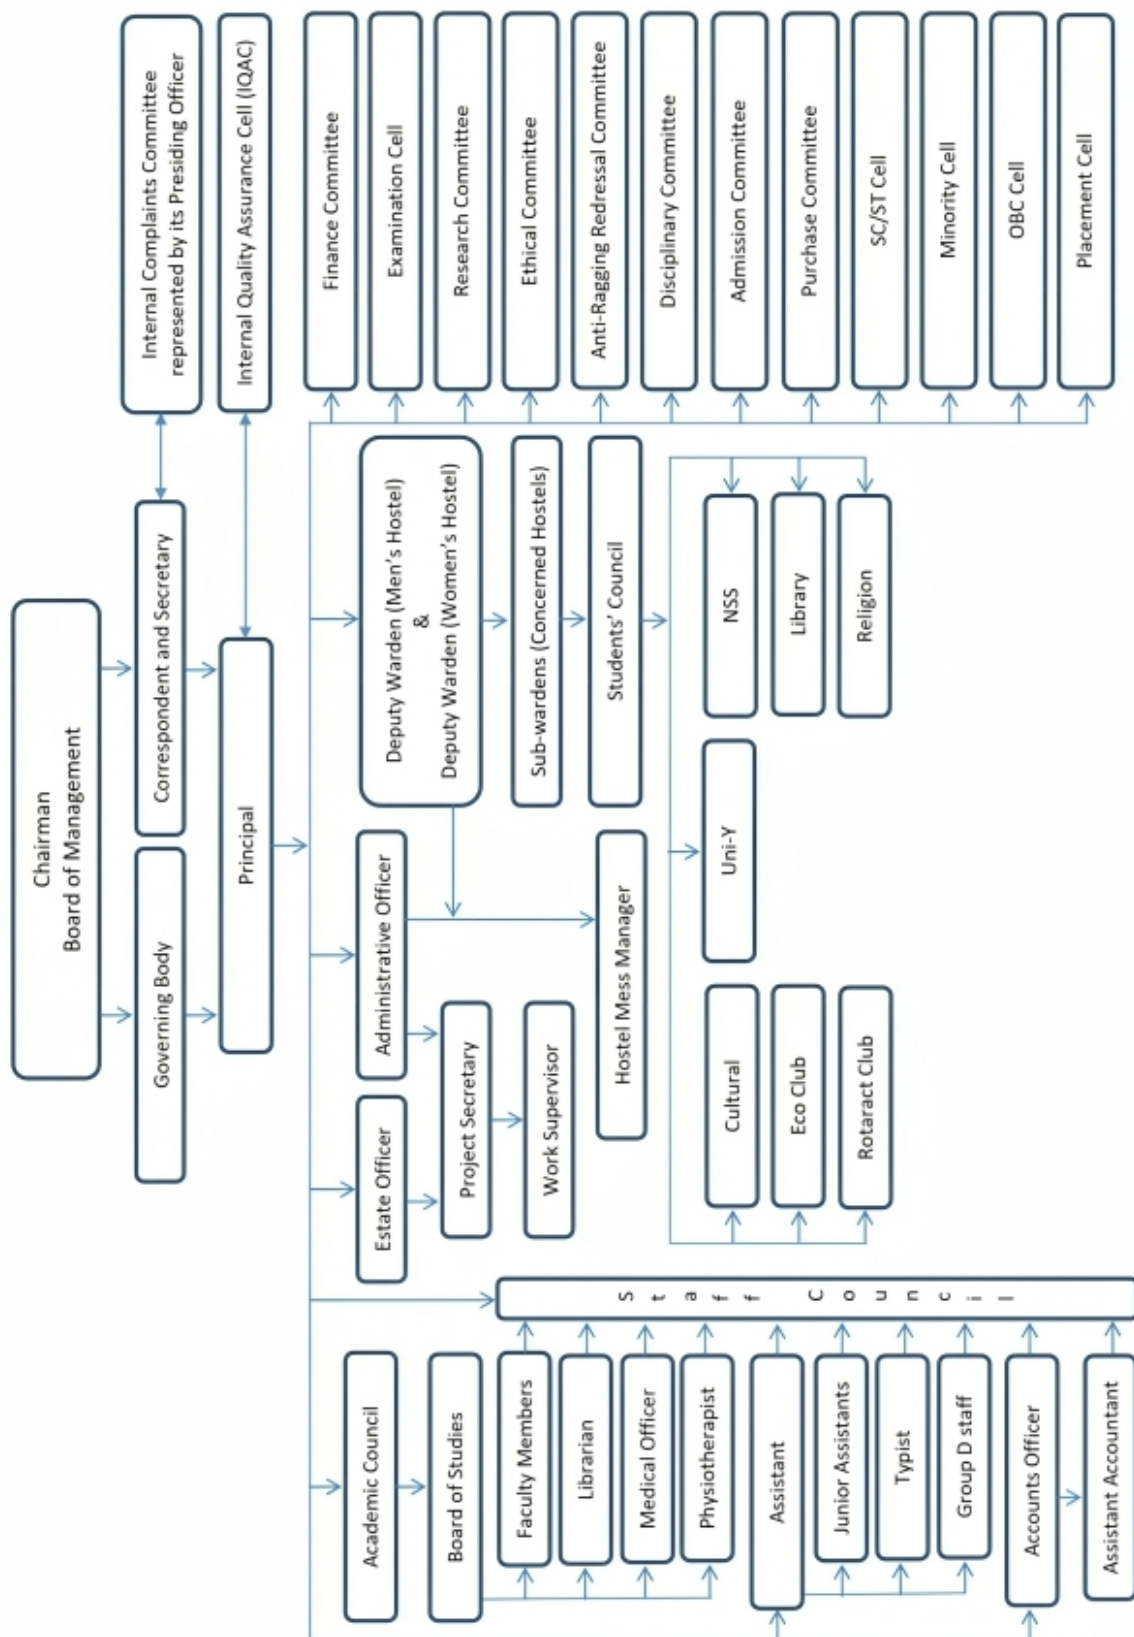 Chairman
Board of Management
Governing Body
Correspondent and Secretary
Internal Complaints Committee
represented by its Presiding Officer
Principal
Internal Quality Assurance Cell (IQAC)
Academic Council
Board of Studies
Faculty Members
Librarian
Medical Officer
Physiotherapist
Assistant
Junior Assistants
Typist
Group D staff
Accounts Officer
Assistant Accountant
Staff Council
Estate Officer
Administrative Officer
Project Secretary
Work Supervisor
Hostel Mess Manager
Deputy Warden (Men's Hostel)
&
Deputy Warden (Women's Hostel)
Sub-wardens (Concerned Hostels)
Students' Council
Cultural
Eco Club
Rotaract Club
Uni-Y
NSS
Library
Religion
Finance Committee
Examination Cell
Research Committee
Ethical Committee
Anti-Ragging Redressal Committee
Disciplinary Committee
Admission Committee
Purchase Committee
SC/ST Cell
Minority Cell
OBC Cell
Placement Cell